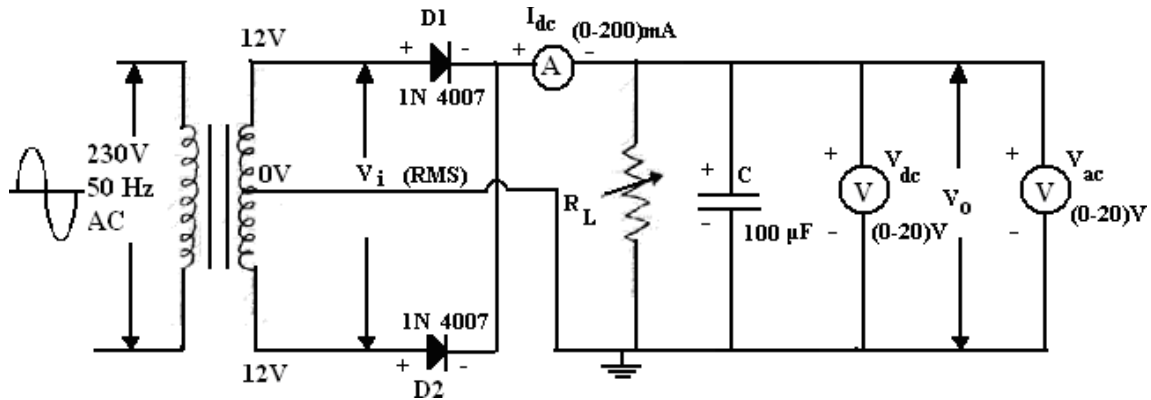 12V
D1
+ -
1N 4007
I dc
(0-200)mA
+ A -
230V
50 Hz
AC
0V
V i (RMS)
R L
+ C
-
100 µF
+ V dc
V
- (0-20)V
V o
+ V ac
V
- (0-20)V
1N 4007
+ -
12V
D2